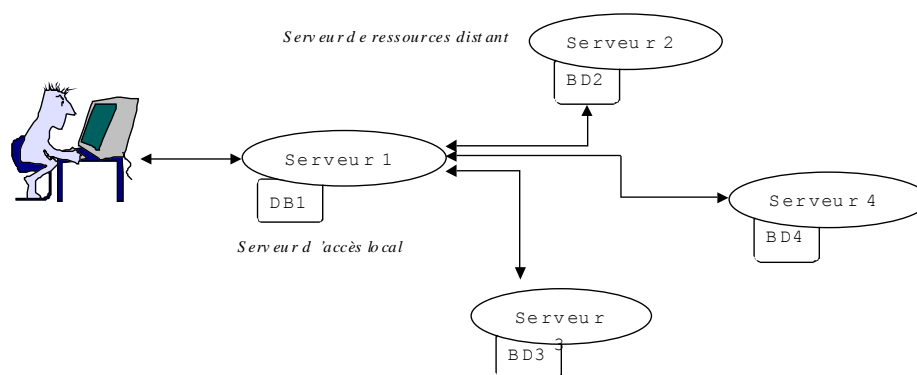 Serveur de ressources distant
Serveur 2
BD2
Serveur 1
DB1
Serveur d 'accès local
Serveur 4
BD4
Serveur
3
BD3